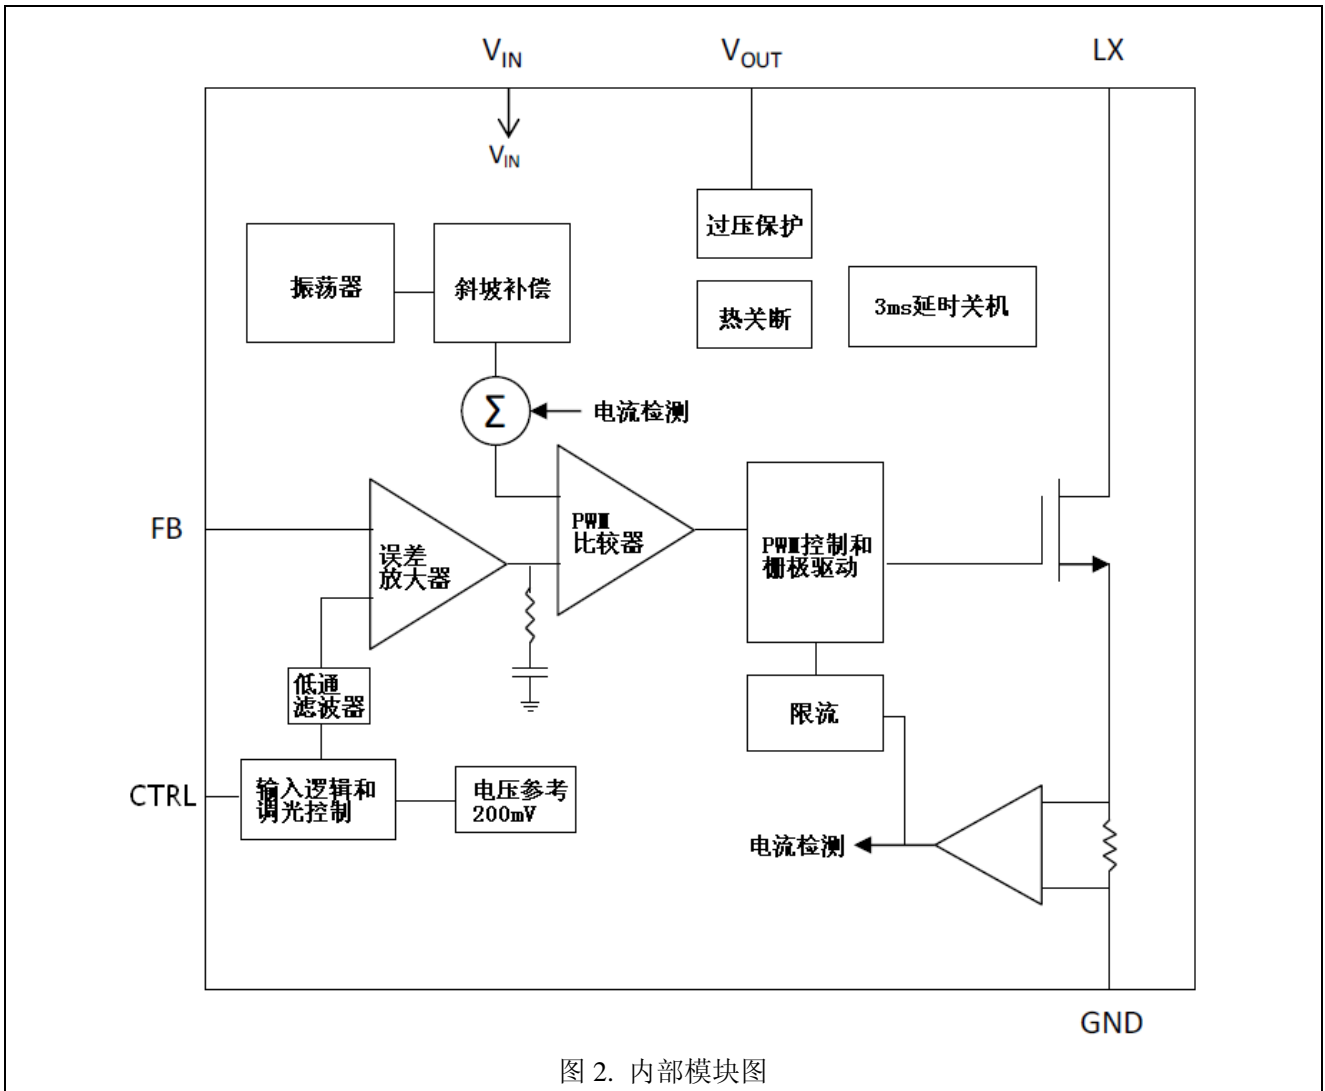 VIN
VOUT
LX
VIN
过压保护
振荡器
斜坡补偿
热关断
3ms延时关机
Σ
电流检测
FB
误差
放大器
PWM
比较器
PWM控制和
栅极驱动
低通
滤波器
限流
CTRL
输入逻辑和
调光控制
电压参考
200mV
电流检测
GND
图 2. 内部模块图